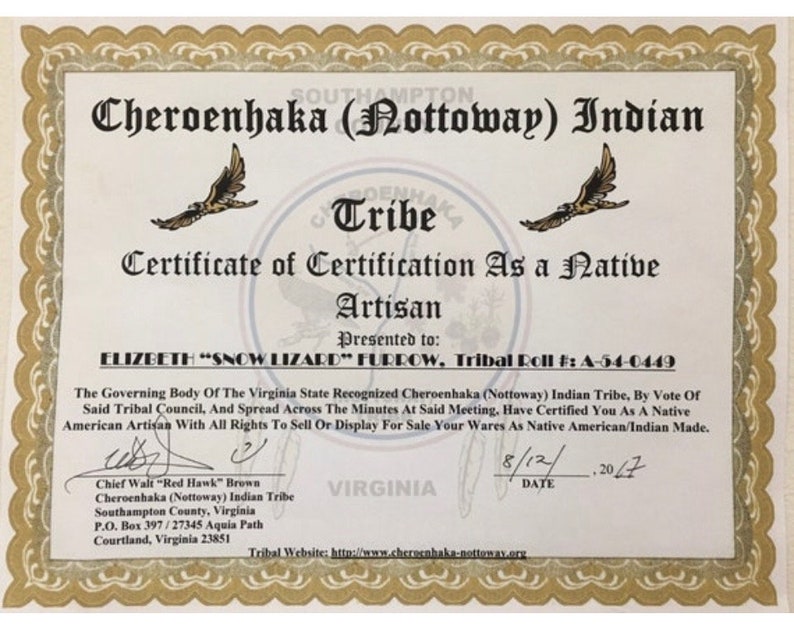 SOUTHAMPTON
Cheroenhaka (Nottoway) Indian
CHEROENHAKA
Tribe
Certificate of Certification As a Native
Artisan
Presented to:
ELIZBETH “SNOW LIZARD” FURROW, Tribal Roll #: A-54-0449
The Governing Body Of The Virginia State Recognized Cheroenhaka (Nottoway) Indian Tribe, By Vote Of
Said Tribal Council, And Spread Across The Minutes At Said Meeting, Have Certified You As A Native
American Artisan With All Rights To Sell Or Display For Sale Your Wares As Native American/Indian Made.
8/12/ , 20 17
DATE
Chief Walt “Red Hawk” Brown
Cheroenhaka (Nottoway) Indian Tribe
Southampton County, Virginia
P.O. Box 397 / 27345 Aquia Path
Courtland, Virginia 23851
VIRGINIA
Tribal Website: http://www.cheroenhaka-nottoway.org